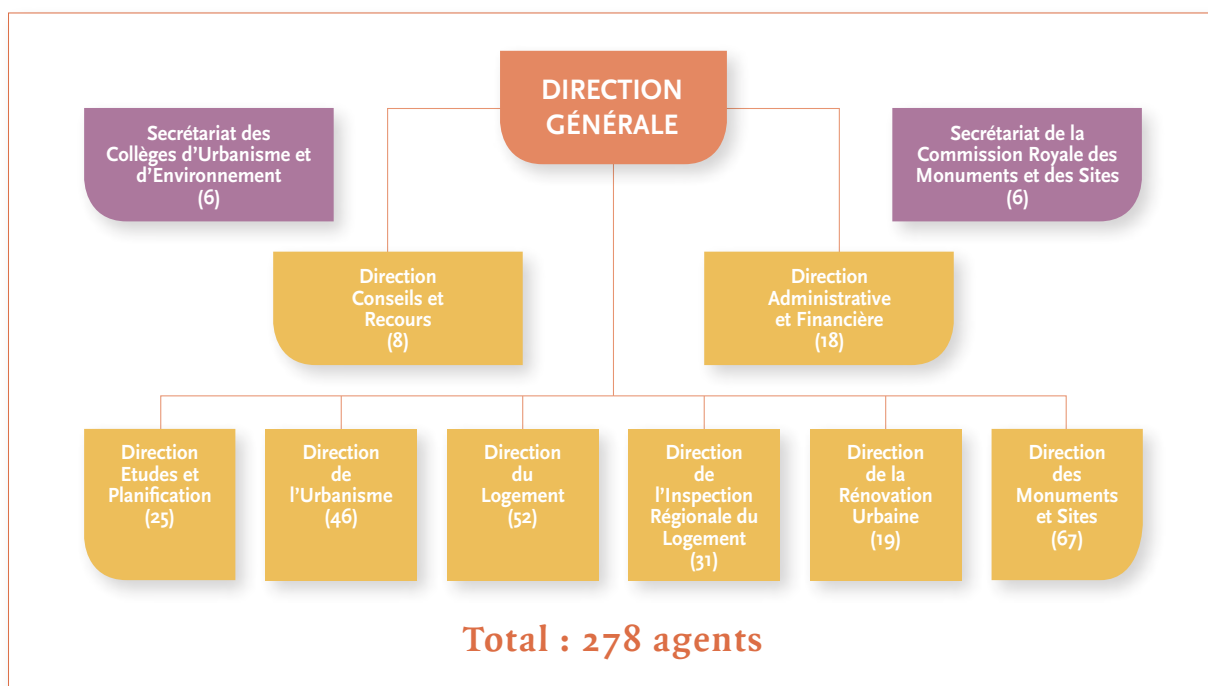 DIRECTION
GÉNÉRALE
Secrétariat des
Collèges d'Urbanisme et
d'Environnement
(6)
Secrétariat de la
Commission Royale des
Monuments et des Sites
(6)
Direction
Conseils et
Recours
(8)
Direction
Administrative
et Financière
(18)
Direction
Etudes et
Planification
(25)
Direction
de
l'Urbanisme
(46)
Direction
du
Logement
(52)
Direction
de
l'Inspection
Régionale du
Logement
(31)
Direction
de la
Rénovation
Urbaine
(19)
Direction
des
Monuments
et Sites
(67)
Total : 278 agents